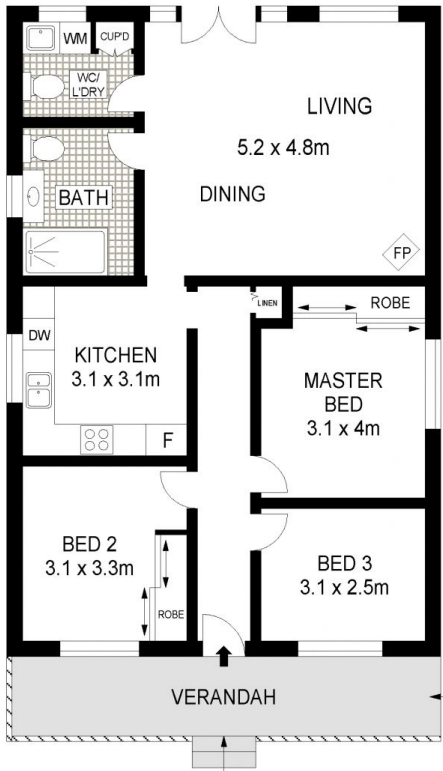 WM
CUP'D
WC/
L'DRY
LIVING
5.2 x 4.8m
DINING
BATH
FP
LINEN
ROBE
DW
KITCHEN
3.1 x 3.1m
MASTER
BED
3.1 x 4m
F
BED 2
3.1 x 3.3m
BED 3
3.1 x 2.5m
ROBE
VERANDAH